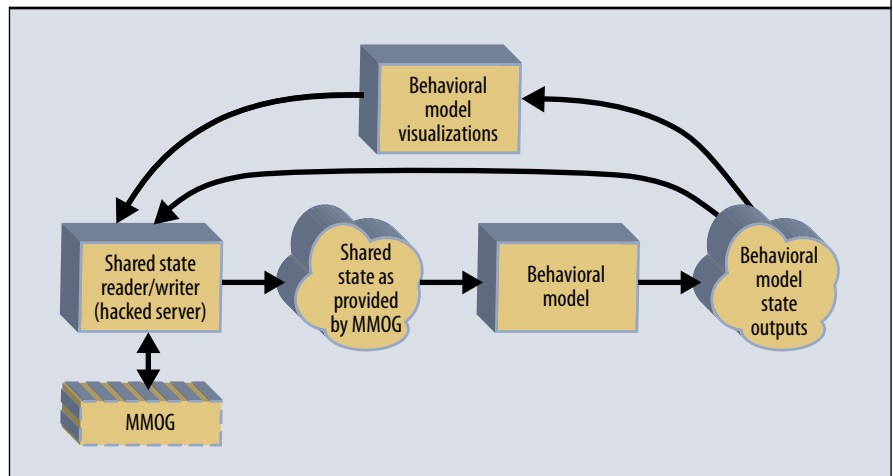 Behavioral
model
visualizations
Shared state
reader/writer
(hacked server)
Shared
state as
provided
by MMOG
Behavioral
model
Behavioral
model
state
outputs
MMOG